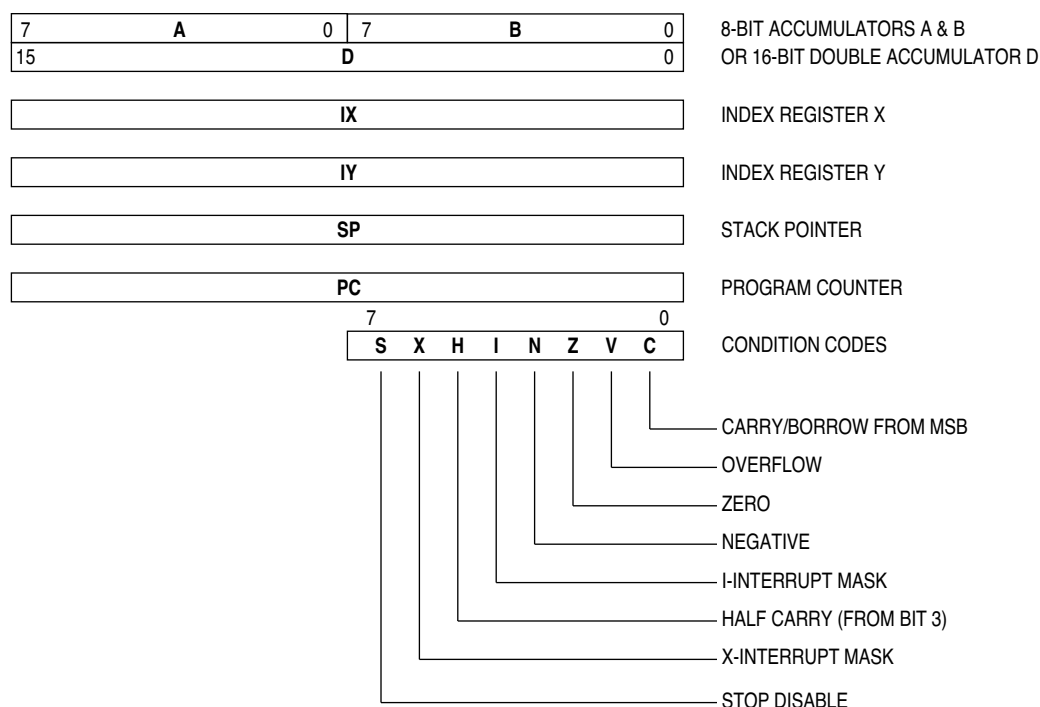 7 A 0 7 B 0 8-BIT ACCUMULATORS A & B
15 D 0 OR 16-BIT DOUBLE ACCUMULATOR D
IX INDEX REGISTER X
IY INDEX REGISTER Y
SP STACK POINTER
PC PROGRAM COUNTER
7 0
S X H I N Z V C CONDITION CODES
CARRY/BORROW FROM MSB
OVERFLOW
ZERO
NEGATIVE
I-INTERRUPT MASK
HALF CARRY (FROM BIT 3)
X-INTERRUPT MASK
STOP DISABLE